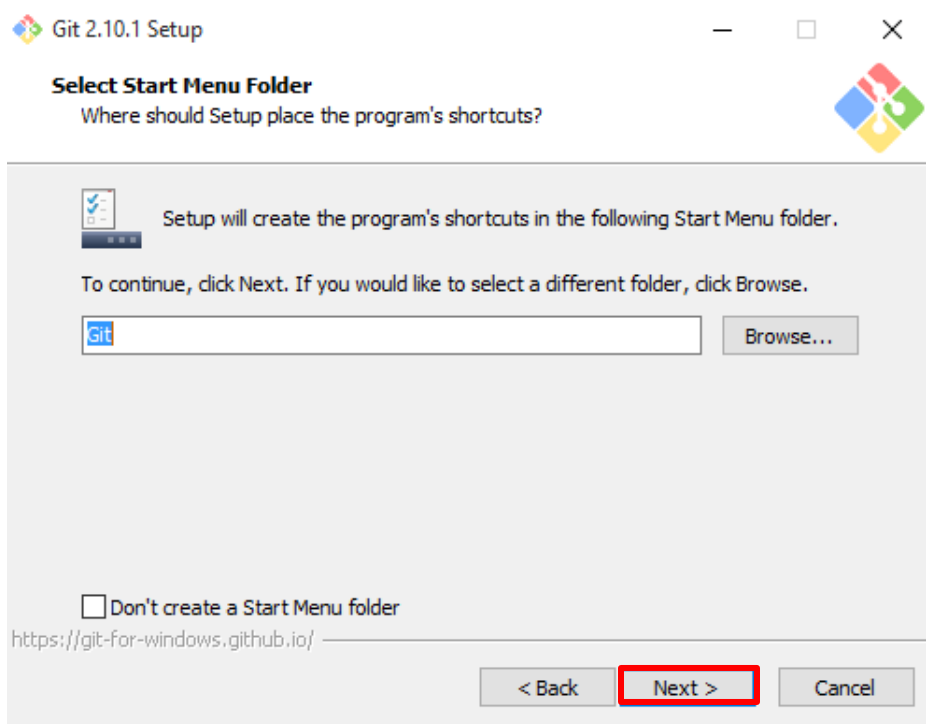 Git 2.10.1 Setup
Select Start Menu Folder
Where should Setup place the program's shortcuts?
Setup will create the program's shortcuts in the following Start Menu folder.
To continue, click Next. If you would like to select a different folder, click Browse.
Git
Browse...
Don't create a Start Menu folder
https://git-for-windows.github.io/
< Back
Next >
Cancel